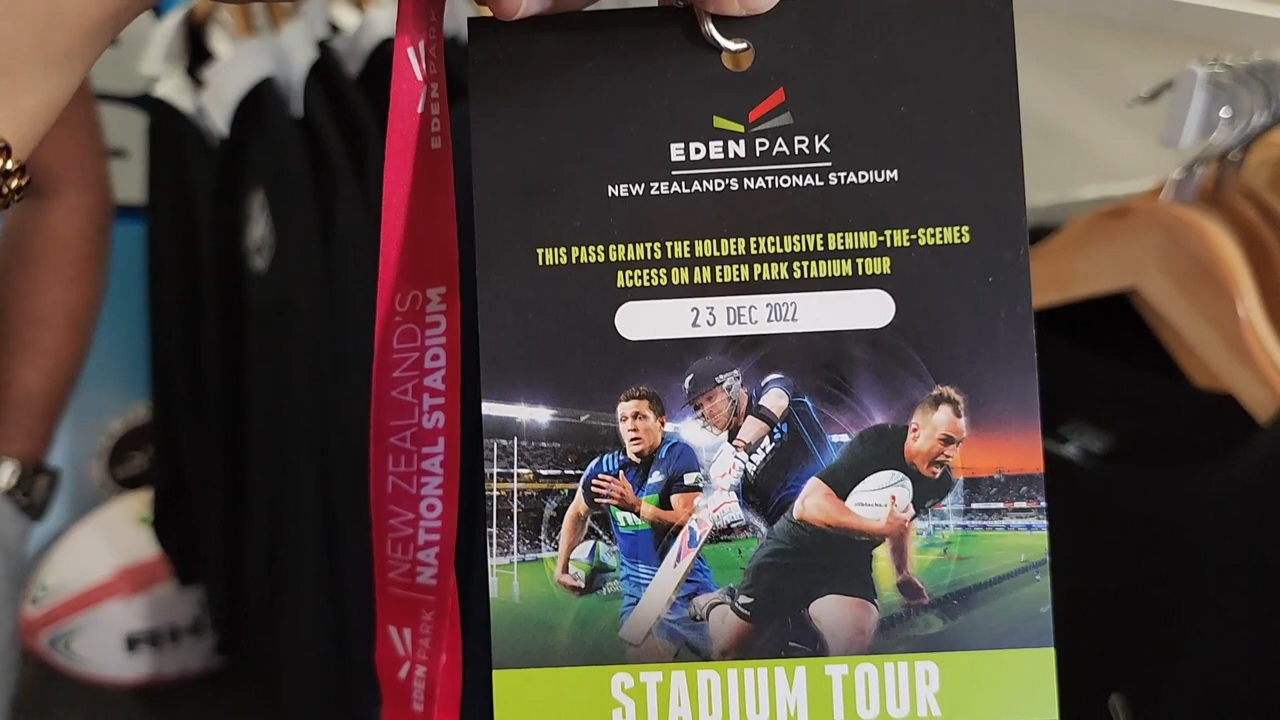 EDEN PARK
NEW ZEALAND'S NATIONAL STADIUM
THIS PASS GRANTS THE HOLDER EXCLUSIVE BEHIND-THE-SCENES
ACCESS ON AN EDEN PARK STADIUM TOUR
23 DEC 2022
STADIUM TOUR
EDEN PARK
NEW ZEALAND'S
NATIONAL STADIUM
EDEN PARK